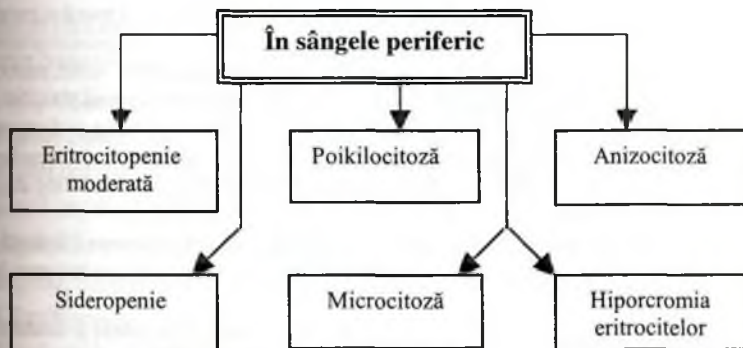 În sângele periferic
Eritrocitopenie
moderată
Poikilocitoză
Anizocitoză
Sideropenie
Microcitoză
Hiporcromia
eritrocitelor